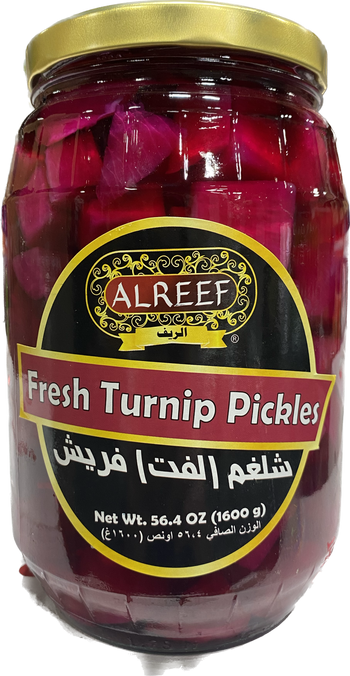 ALREEF
الريف
®
Fresh Turnip Pickles
شلغم (لفت) فريش
Net Wt. 56.4 OZ (1600 g)
الوزن الصافي ٥٦،٤ اونص (١٦٠٠غ)